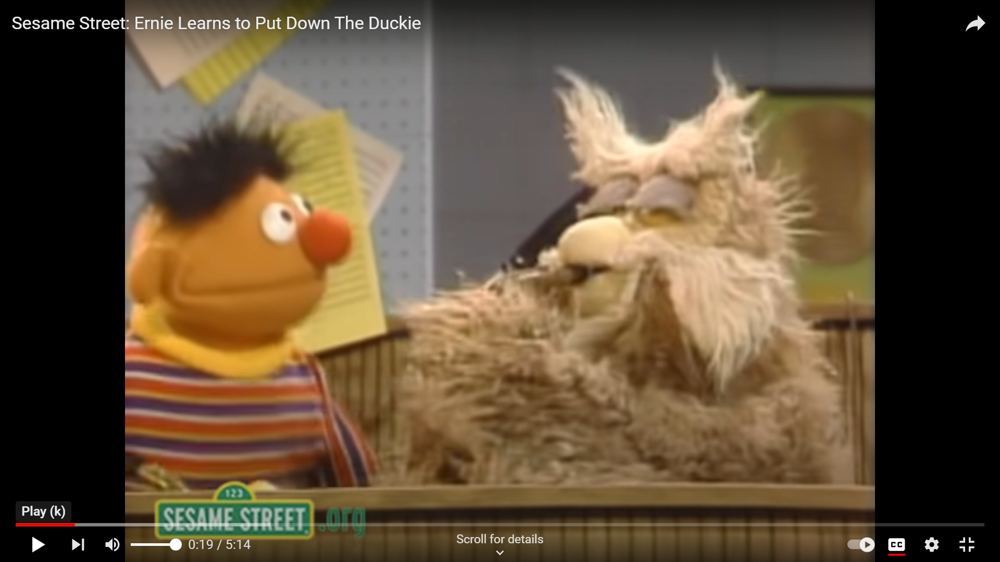 Sesame Street: Ernie Learns to Put Down The Duckie
123
SESAME STREET.org
Play (k)
0:19 / 5:14
Scroll for details
CC